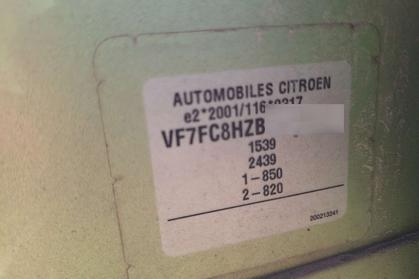 AUTOMOBILES CITROEN
e2*2001/116*0317
VF7FC8HZB
1539
2439
1-850
2-820
200213241